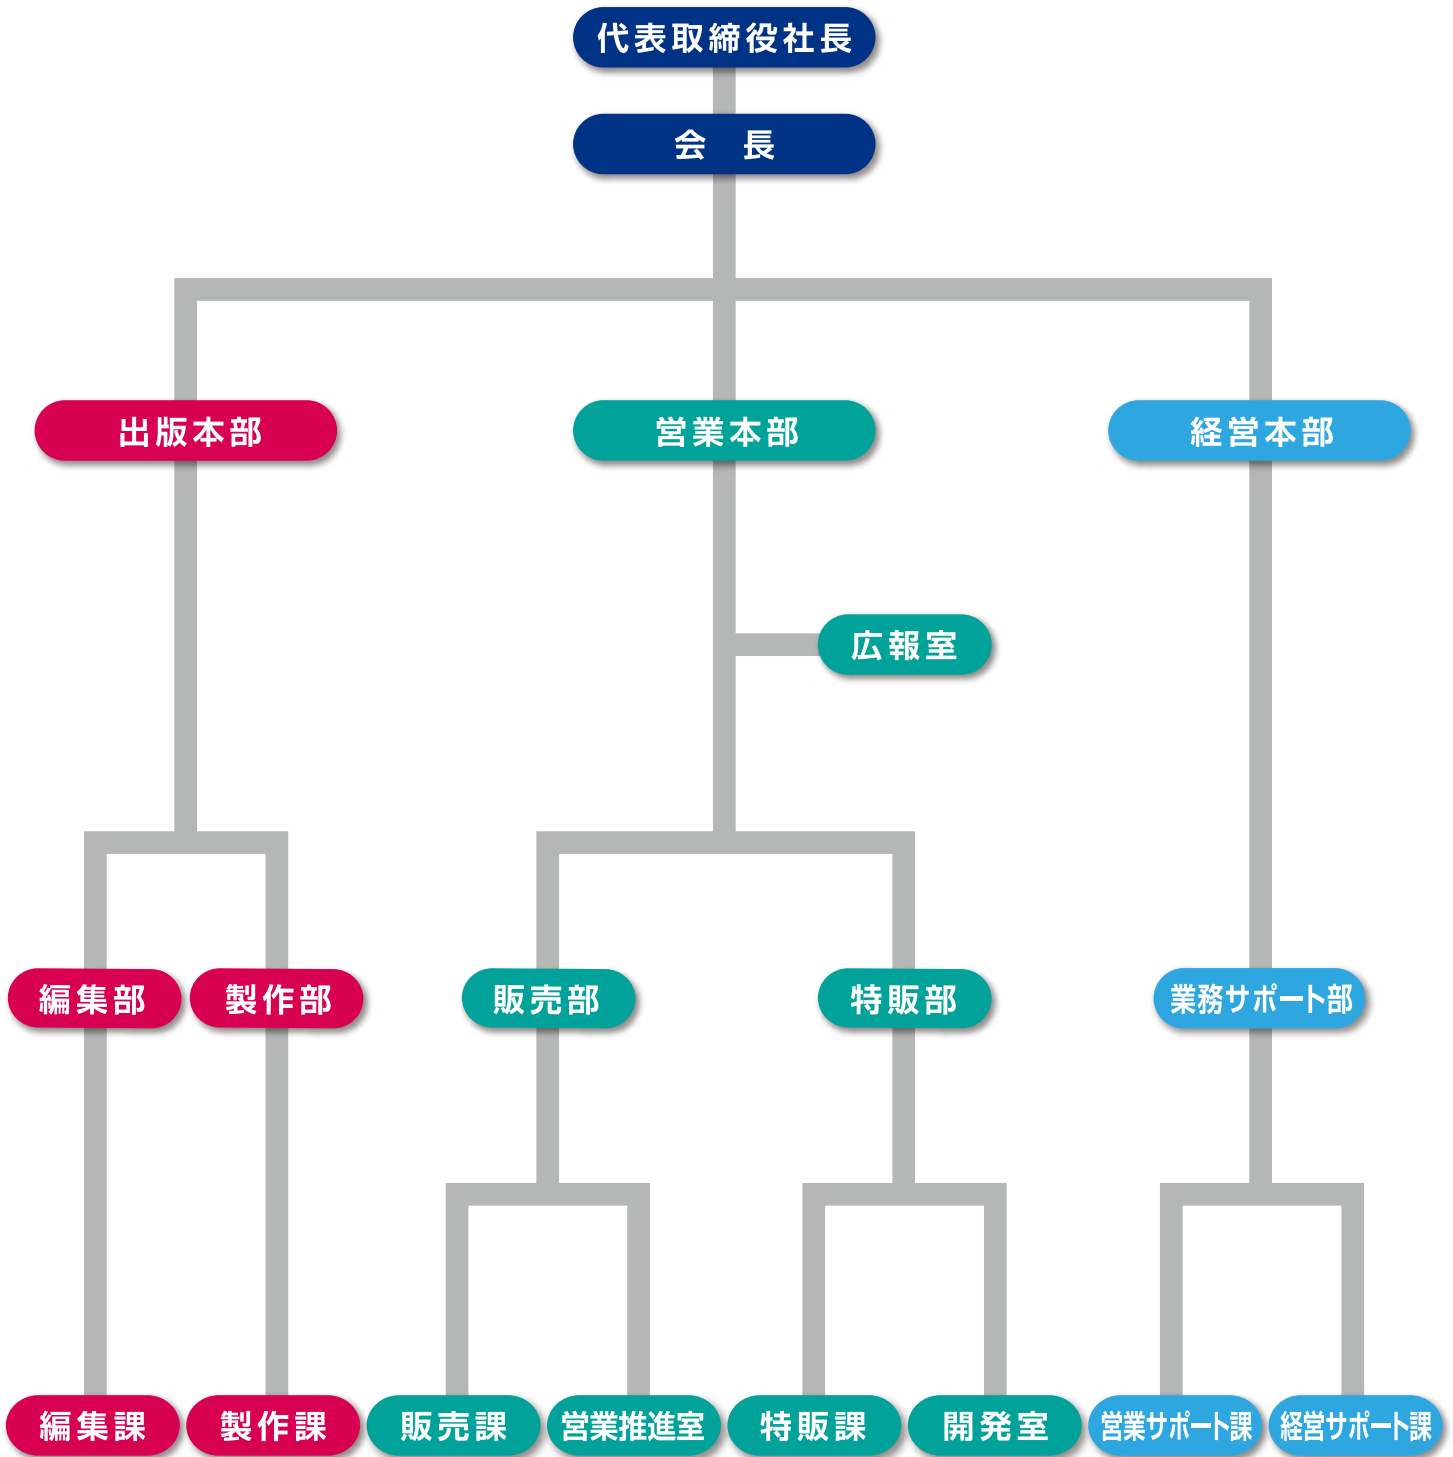 代表取締役社長
会　長
出版本部
営業本部
経営本部
広報室
編集部
製作部
販売部
特販部
業務サポート部
編集課
製作課
販売課
営業推進室
特販課
開発室
営業サポート課
経営サポート課